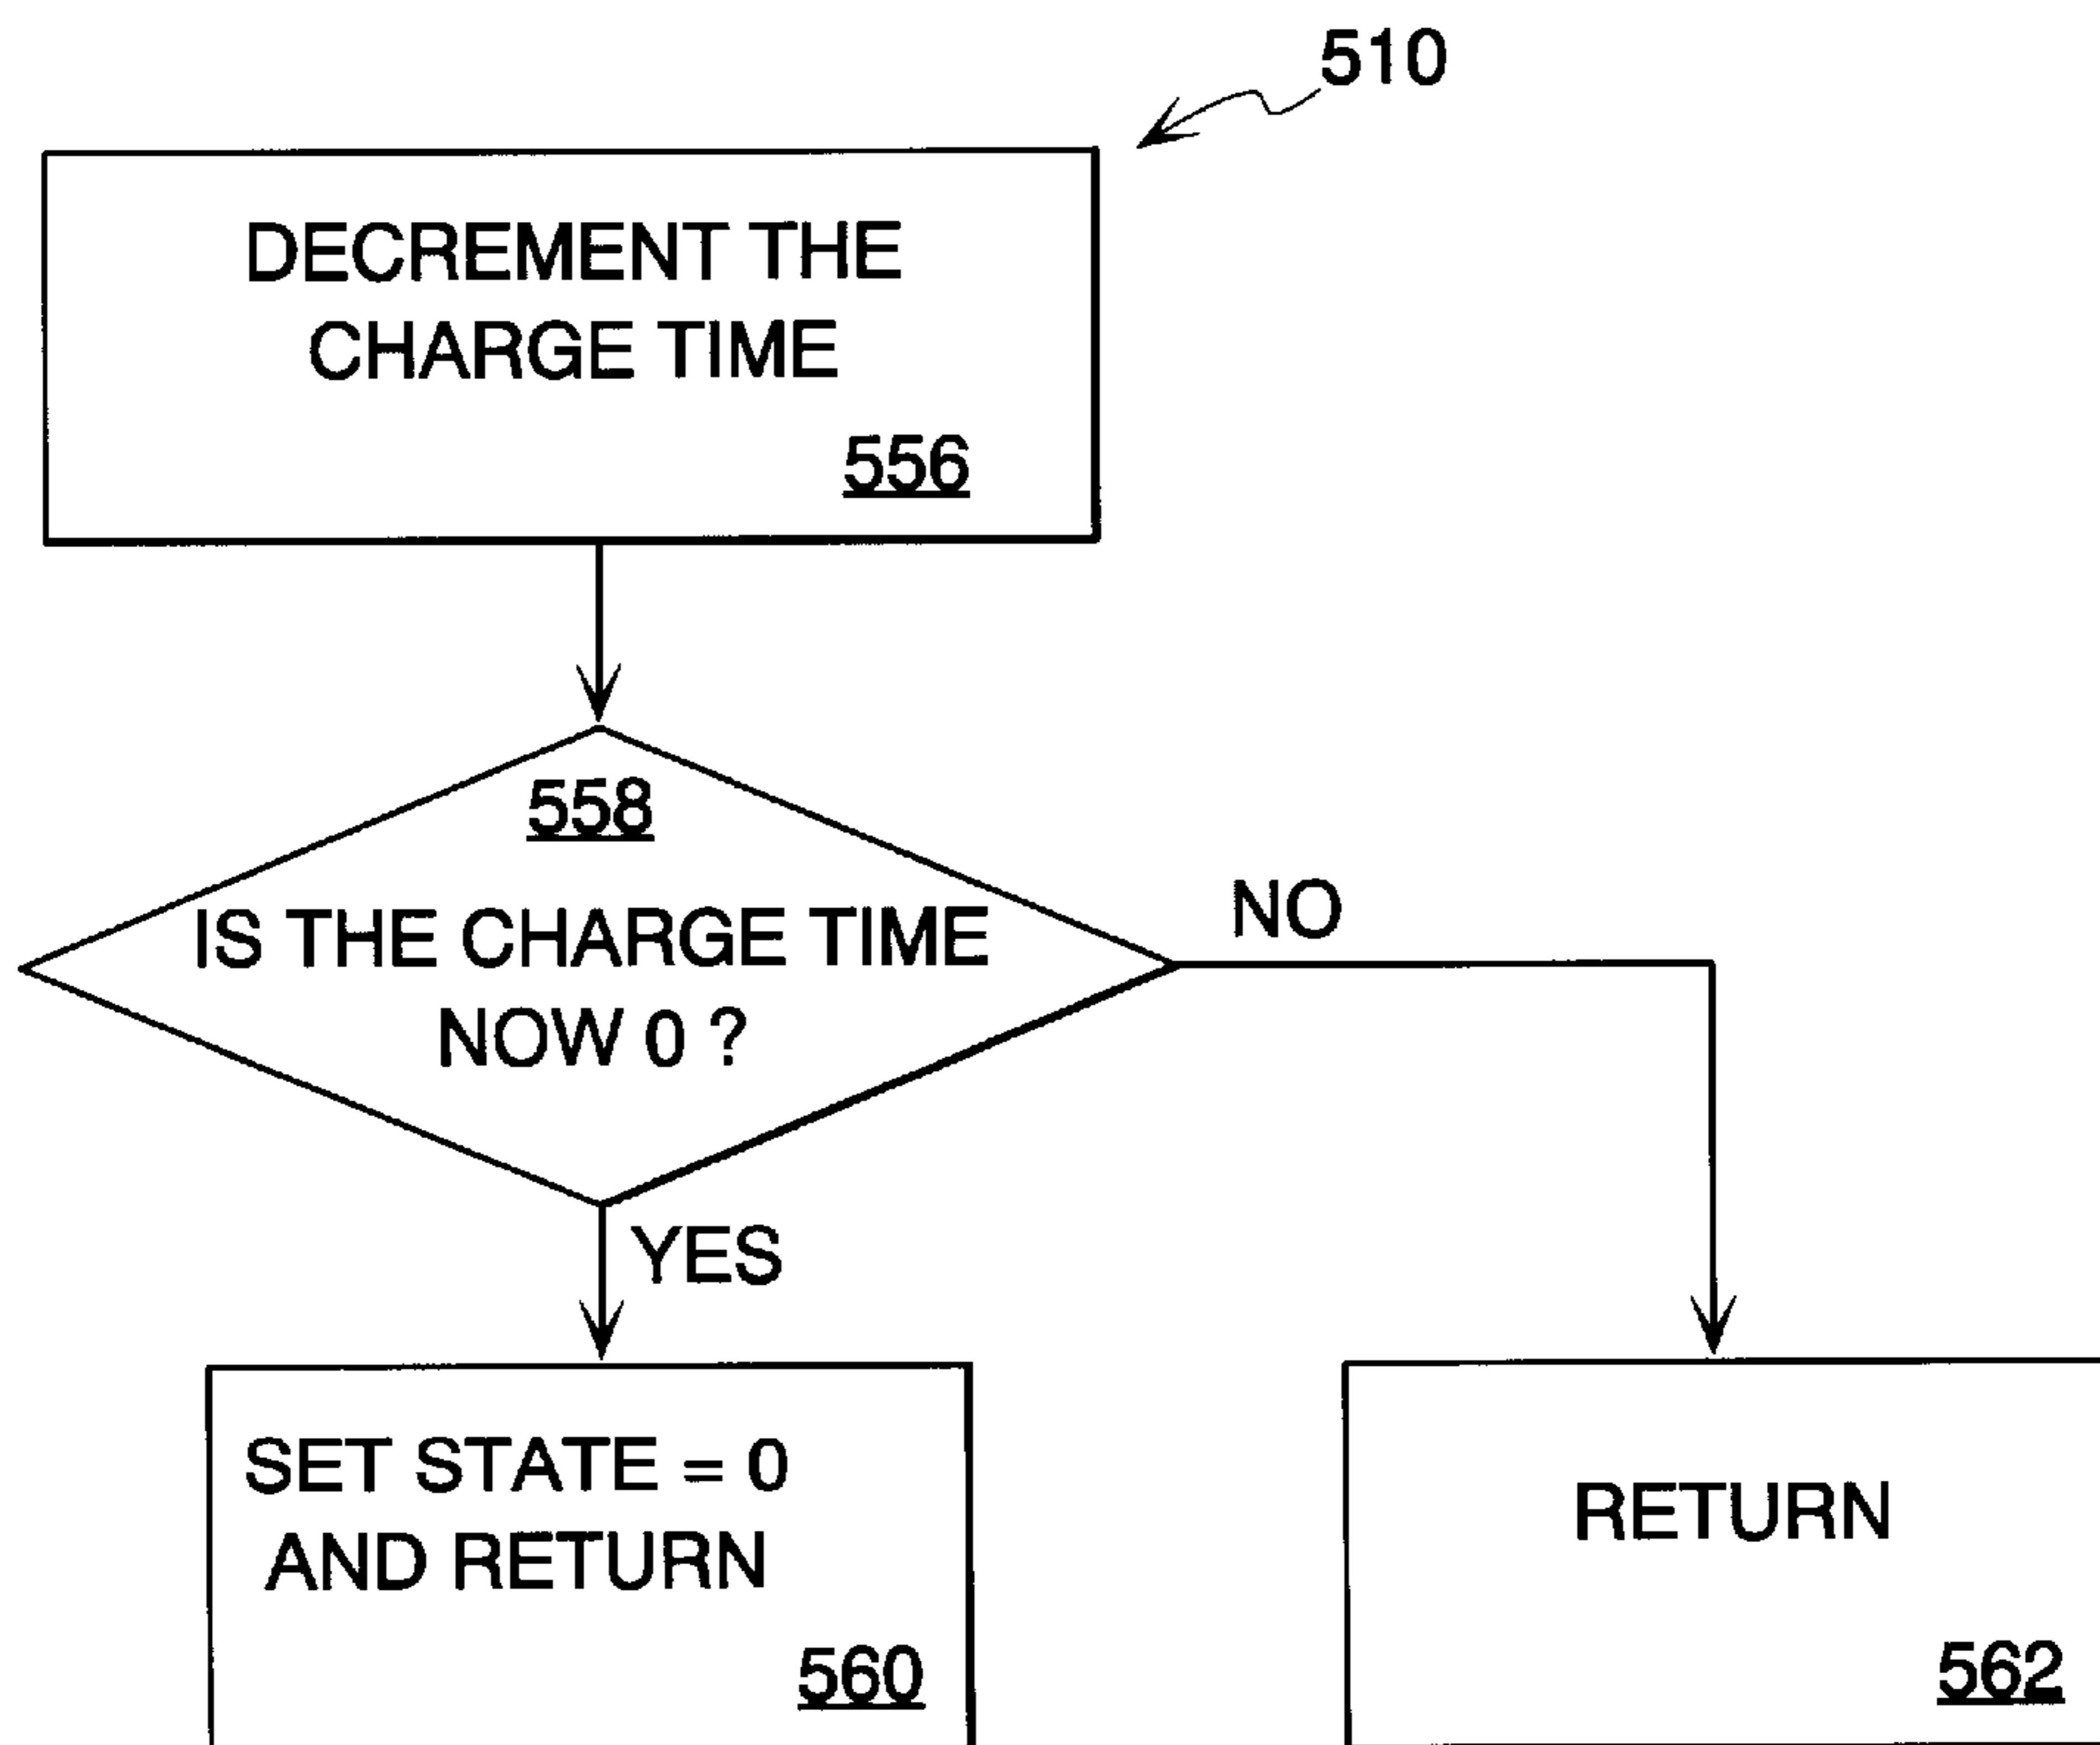 510
DECREMENT THE
CHARGE TIME
556
558
IS THE CHARGE TIME
NOW 0 ?
NO
YES
SET STATE = 0
AND RETURN
560
RETURN
562